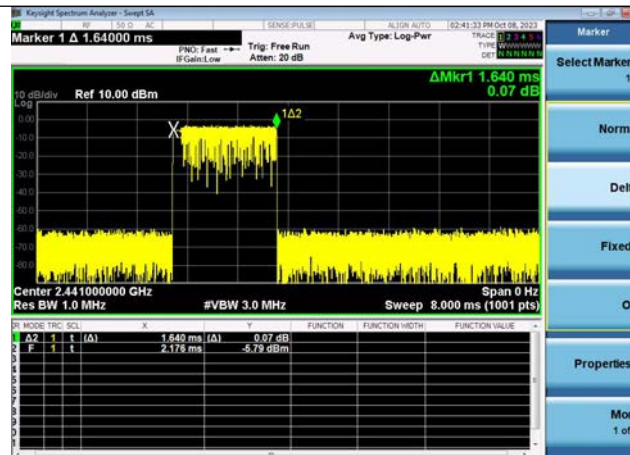 Keysight Spectrum Analyzer - Swept SA
RF 50 Ω AC SENSE:PULSE ALIGN AUTO 02:41:33 PM Oct 08, 2023
Marker 1 Δ 1.64000 ms
PNO: Fast
IFGain:Low
Trig: Free Run
Atten: 20 dB
Avg Type: Log-Pwr
TRACE 1 2 3 4 5 6
TYPE WWWWWW
DET NNNNNN
Marker
Select Marker
1
Norm
Delt
Fixed
O
Properties
Mor
1 of
ΔMkr1 1.640 ms
0.07 dB
10 dB/div Ref 10.00 dBm
Log
0.00
-10.0
-20.0
-30.0
-40.0
-50.0
-60.0
-70.0
-80.0
X
1Δ2
Center 2.441000000 GHz Span 0 Hz
Res BW 1.0 MHz #VBW 3.0 MHz Sweep 8.000 ms (1001 pts)
MODE TRC SCL X Y FUNCTION FUNCTION WIDTH FUNCTION VALUE
1 Δ2 1 t (Δ) 1.640 ms (Δ) 0.07 dB
2 F 1 t 2.176 ms -5.79 dBm
3
4
5
6
7
8
9